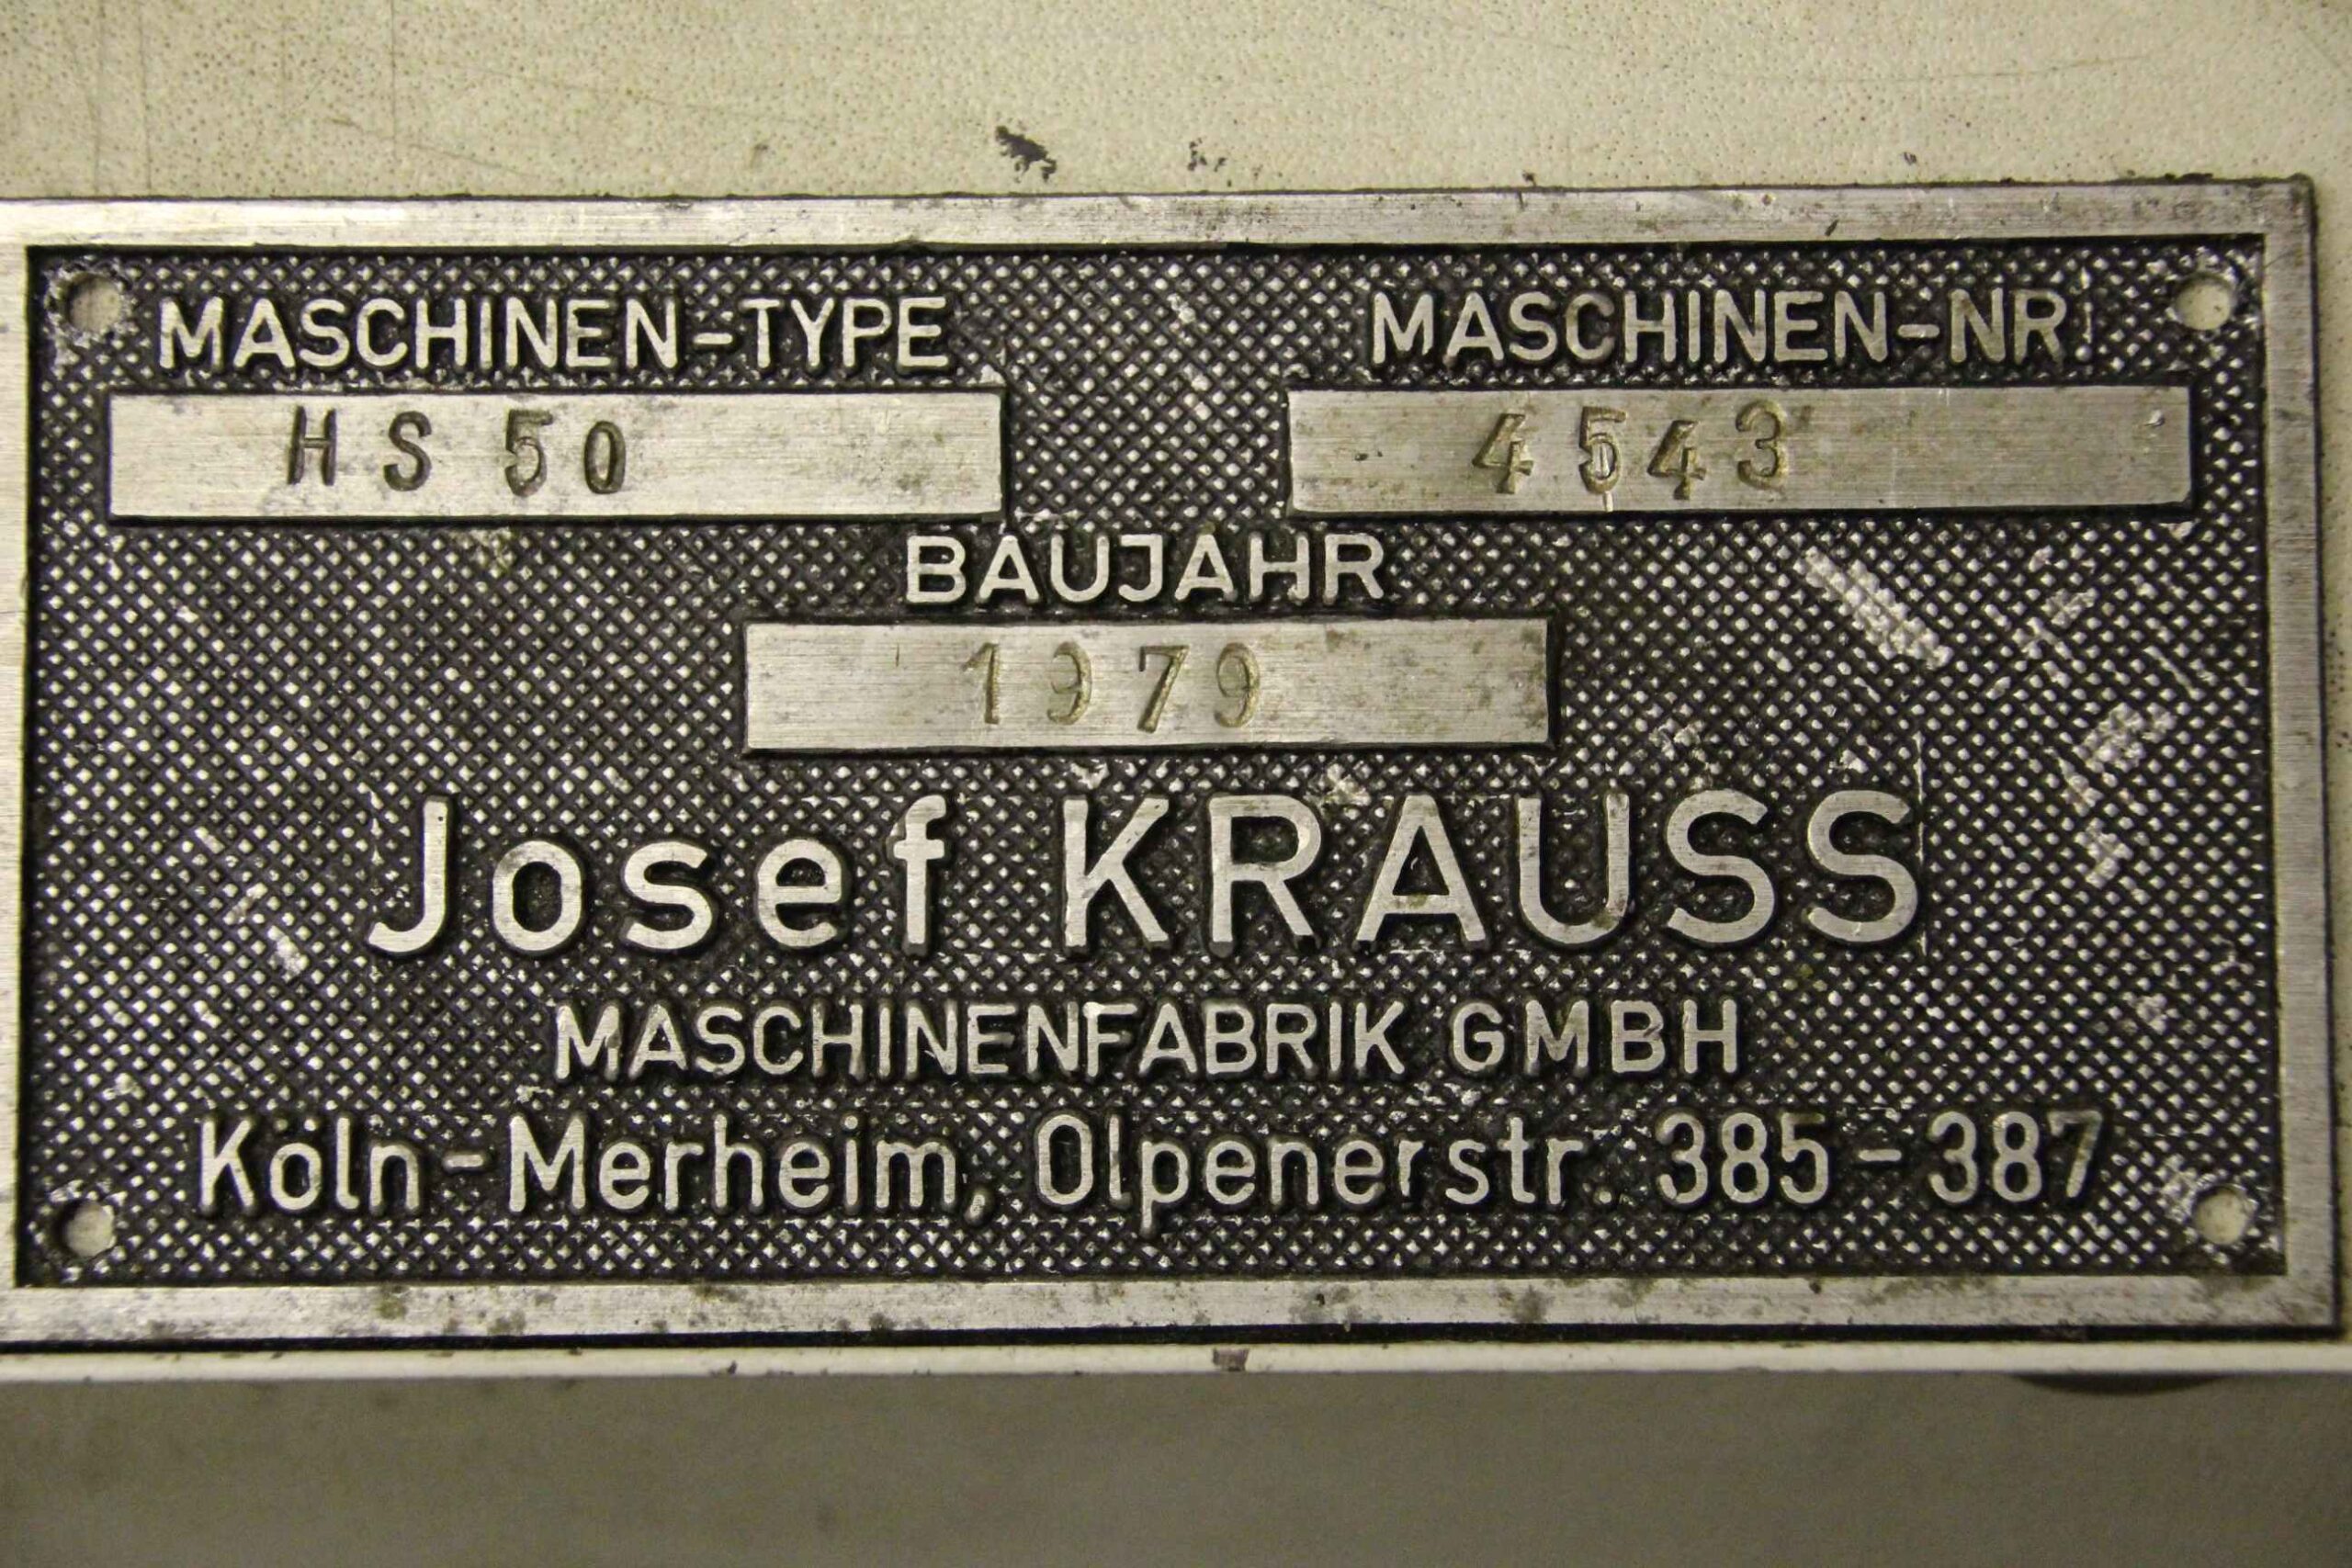 MASCHINEN-TYPE MASCHINEN-NR
HS 50 4543
BAUJAHR
1979
Josef KRAUSS
MASCHINENFABRIK GMBH
Köln-Merheim, Olpenerstr. 385-387